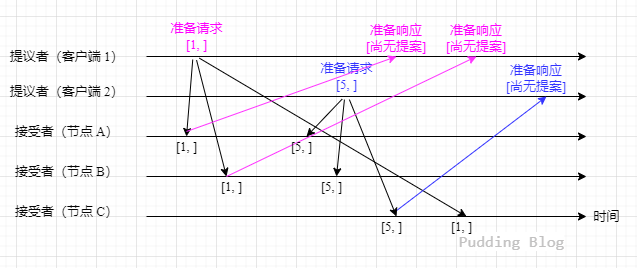 准备请求
[1, ]
准备响应
[尚无提案]
准备响应
[尚无提案]
提议者（客户端 1）
准备请求
[5, ]
准备响应
[尚无提案]
提议者（客户端 2）
接受者（节点 A）
[1, ]
[5, ]
接受者（节点 B）
[1, ]
[5, ]
接受者（节点 C）
时间
[5, ]
[1, ]
Pudding Blog